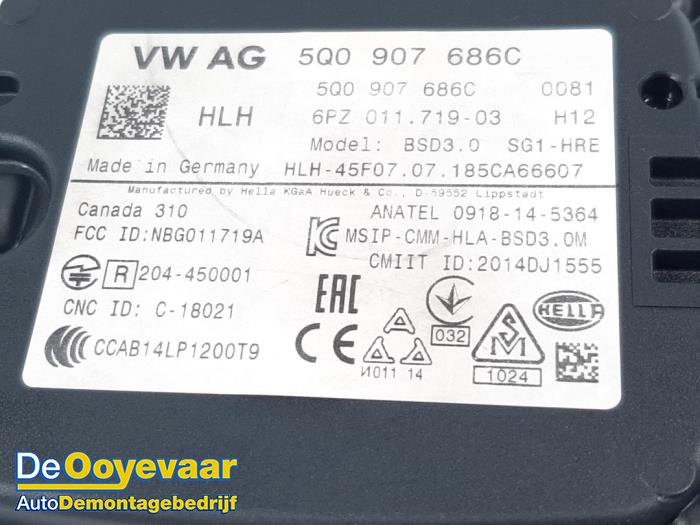 VW AG 5Q0 907 686C
5Q0 907 686C 0081
HLH 6PZ 011.719-03 H12
Model: BSD3.0 SG1-HRE
Made in Germany HLH-45F07.07.185CA66607
Manufactured by Hella KGaA Hueck & Co., D-59552 Lippstadt
Canada 310 ANATEL 0918-14-5364
FCC ID:NBG011719A MSIP-CMM-HLA-BSD3.0M
R 204-450001 CMIIT ID:2014DJ1555
CNC ID: C-18021 EAC HELLA
CCAB14LP1200T9 CE 032 SM
И011 14 1024
De Ooyevaar
AutoDemontagebedrijf